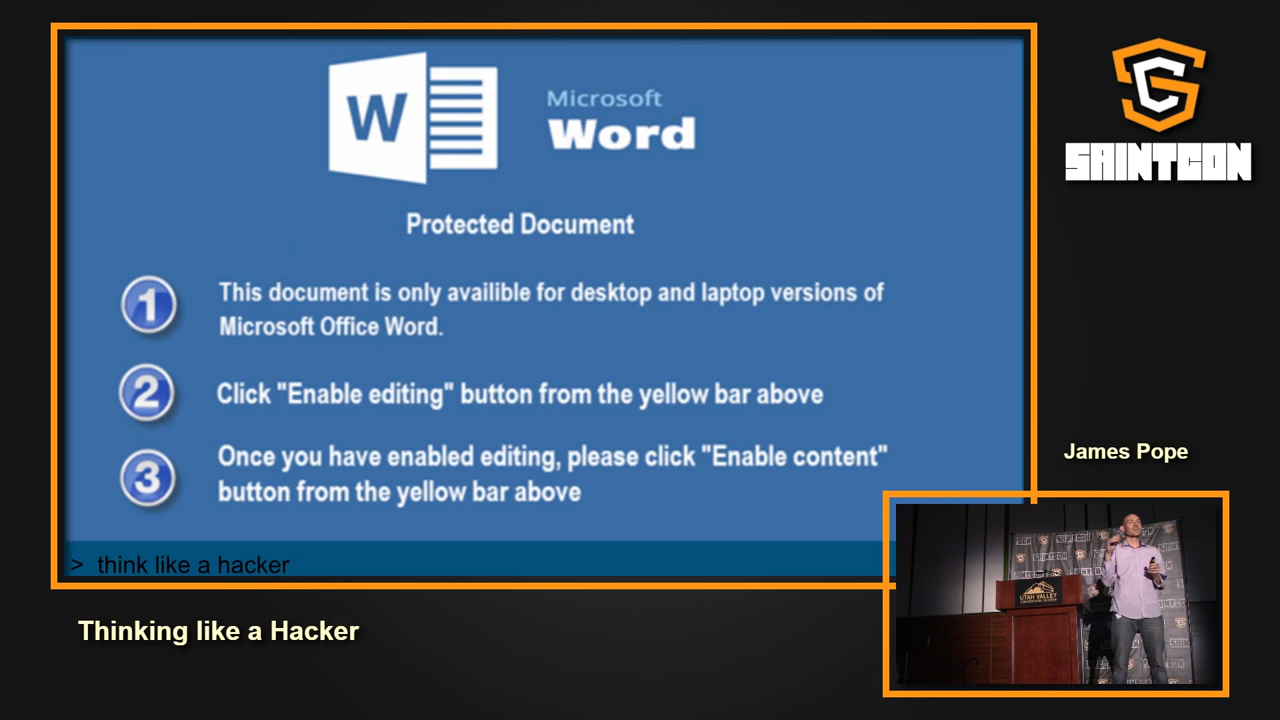 W
Microsoft
Word
Protected Document
1 This document is only availible for desktop and laptop versions of
Microsoft Office Word.
2 Click "Enable editing" button from the yellow bar above
3 Once you have enabled editing, please click "Enable content"
button from the yellow bar above
> think like a hacker
SAINTCON
James Pope
UTAH VALLEY
Thinking like a Hacker